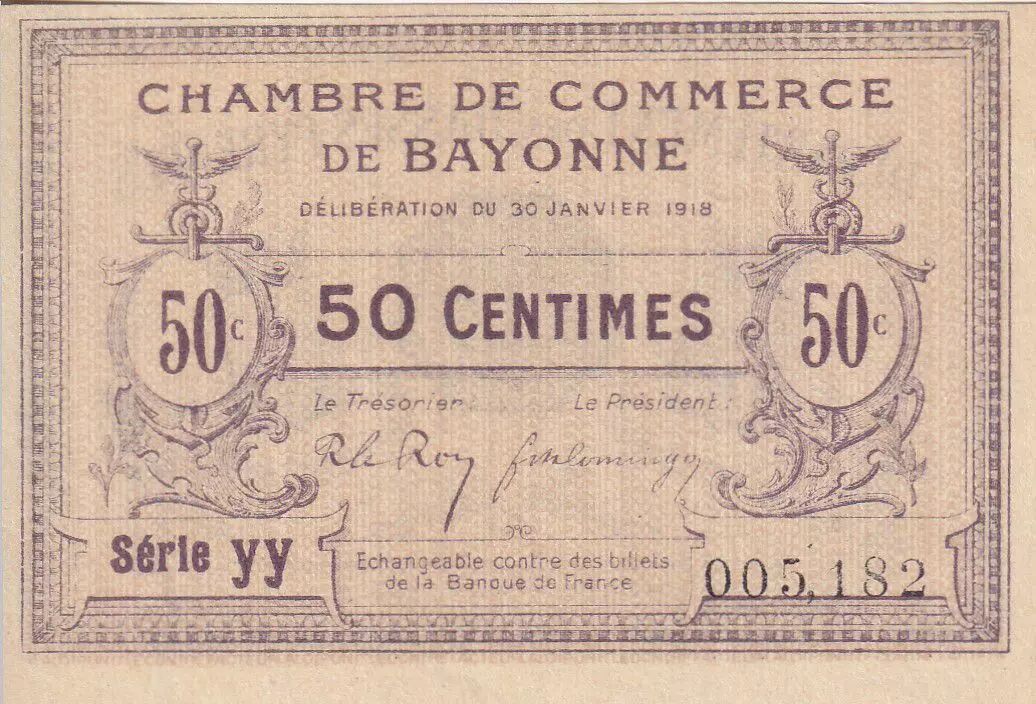 CHAMBRE DE COMMERCE
DE BAYONNE
DÉLIBÉRATION DU 30 JANVIER 1918
50c
50 CENTIMES
50c
Le Trésorier:
Le Président:
Série yy
Echangeable contre des billets
de la Banque de France
005,182